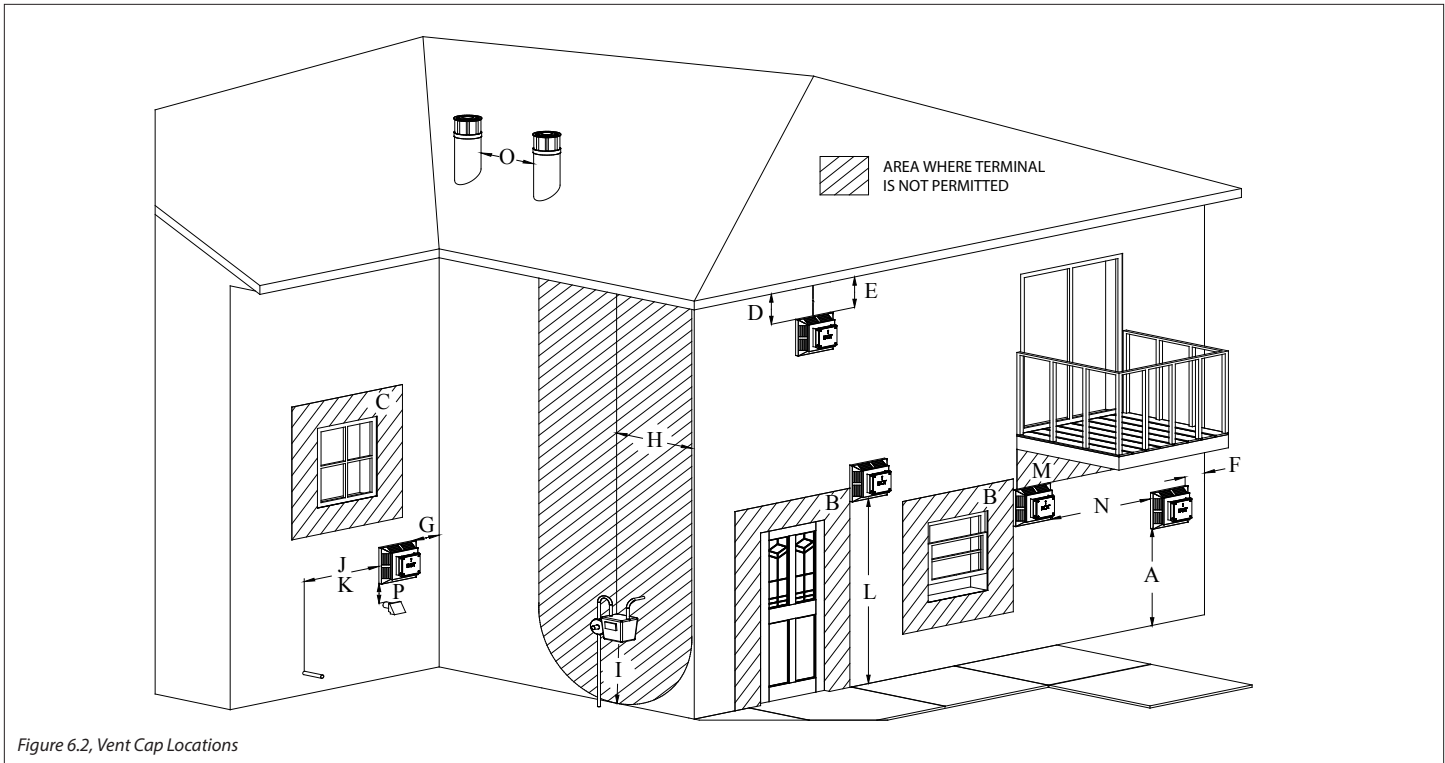 O
AREA WHERE TERMINAL
IS NOT PERMITTED
D
E
C
H
F
M
B
B
N
G
J
K
P
L
A
I
Figure 6.2, Vent Cap Locations